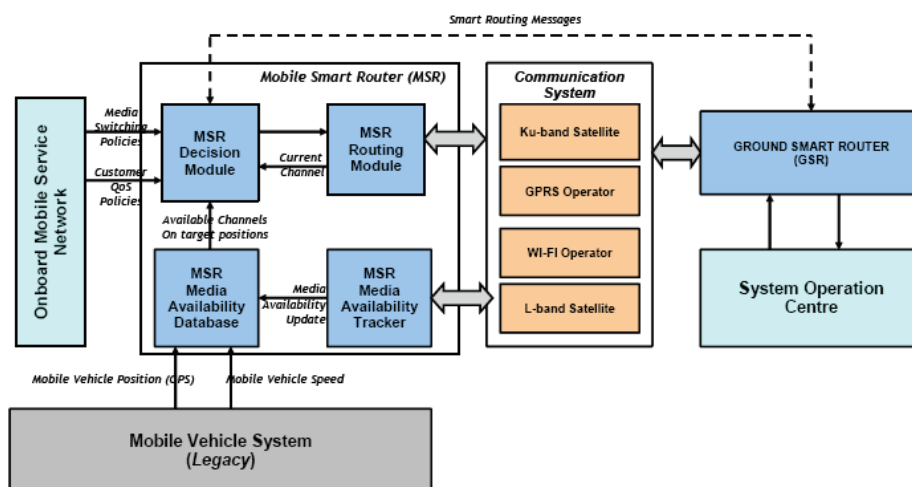 Smart Routing Messages
Mobile Smart Router (MSR)
Communication
System
Onboard Mobile Service
Network
Media
Switching
Policies
Customer
QoS
Policies
MSR
Decision
Module
Current
Channel
MSR
Routing
Module
Ku-band Satellite
GPRS Operator
WI-FI Operator
L-band Satellite
GROUND SMART ROUTER
(GSR)
Available Channels
On target positions
MSR
Media
Availability
Database
Media
Availability
Update
MSR
Media
Availability
Tracker
System Operation
Centre
Mobile Vehicle Position (GPS)
Mobile Vehicle Speed
Mobile Vehicle System
(Legacy)